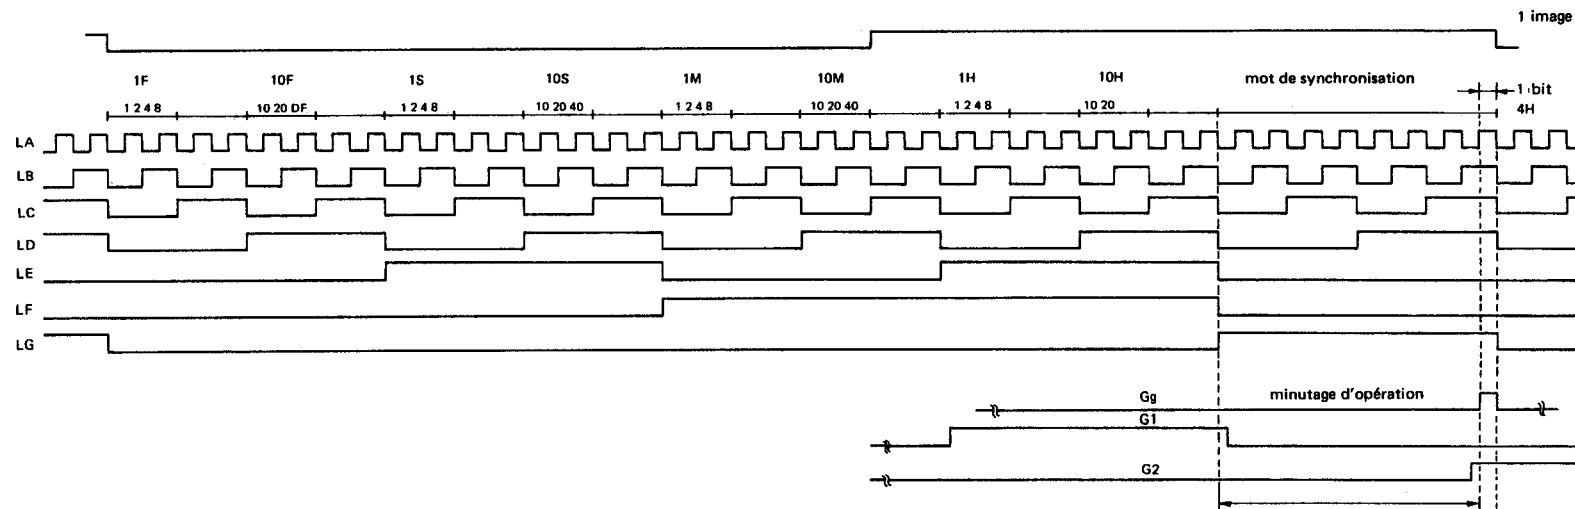 1 image
1F 10F 1S 10S 1M 10M 1H 10H mot de synchronisation
1 bit
1 2 4 8 10 20 DF 1 2 4 8 10 20 40 1 2 4 8 10 20 40 1 2 4 8 10 20 4H
LA
LB
LC
LD
LE
LF
LG
Gg minutage d'opération
G1
G2